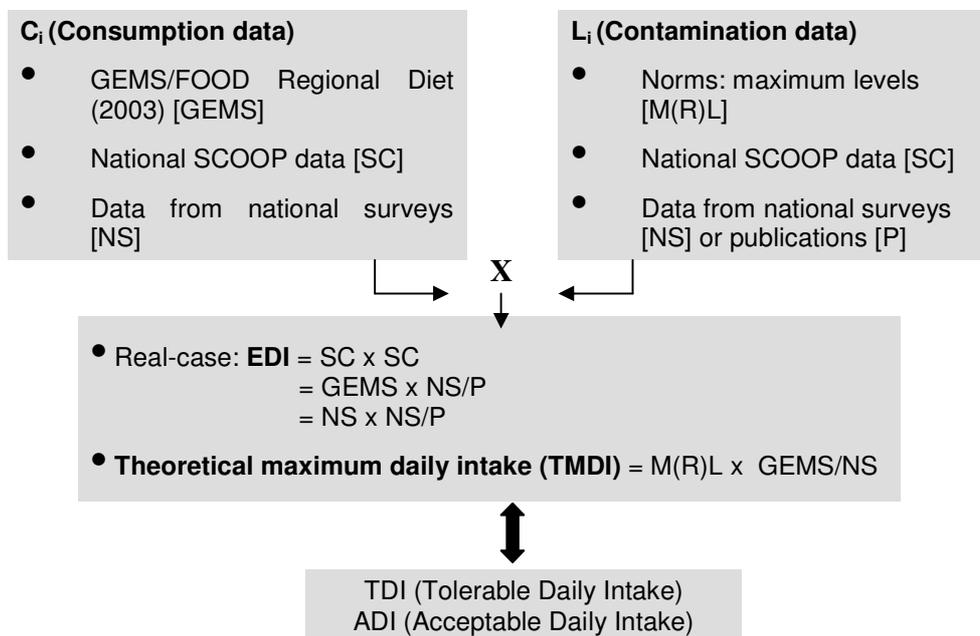 Ci (Consumption data)
• GEMS/FOOD Regional Diet
(2003) [GEMS]
• National SCOOP data [SC]
• Data from national surveys
[NS]
Li (Contamination data)
• Norms: maximum levels
[M(R)L]
• National SCOOP data [SC]
• Data from national surveys
[NS] or publications [P]
X
• Real-case: EDI = SC x SC
= GEMS x NS/P
= NS x NS/P
• Theoretical maximum daily intake (TMDI) = M(R)L x GEMS/NS
TDI (Tolerable Daily Intake)
ADI (Acceptable Daily Intake)